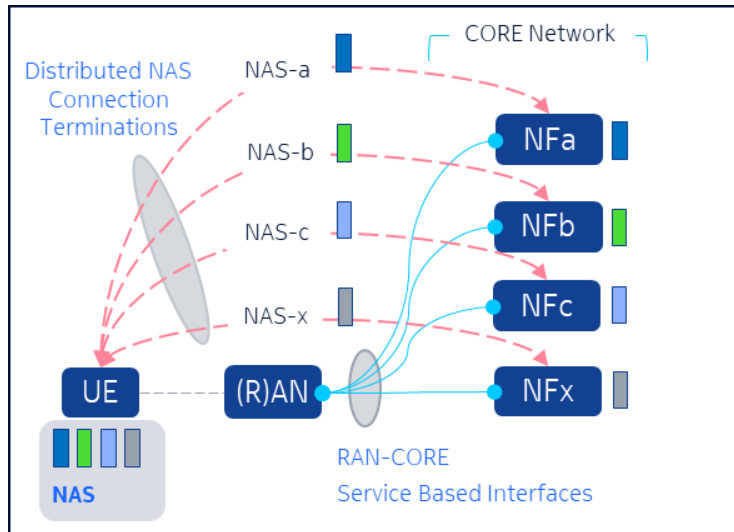 CORE Network
Distributed NAS
Connection
Terminations
NAS-a
NAS-b
NAS-c
NAS-x
NFa
NFb
NFc
NFx
UE
(R)AN
NAS
RAN-CORE
Service Based Interfaces